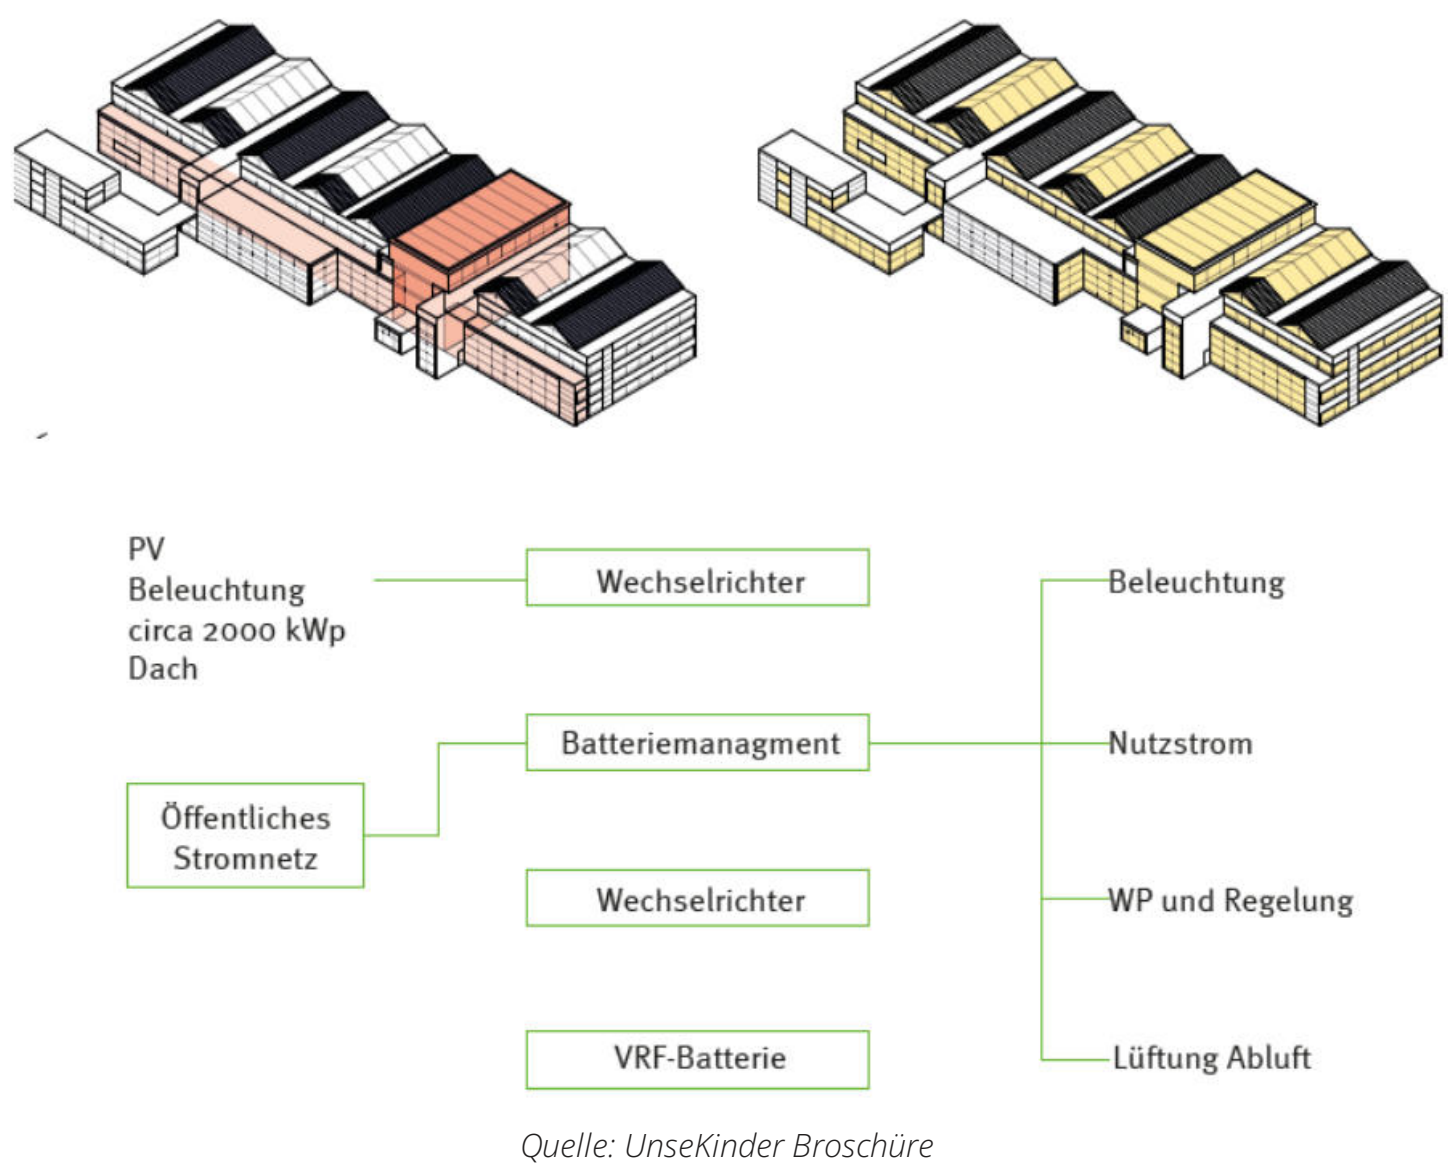 PV
Beleuchtung
circa 2000 kWp
Dach
Wechselrichter
Beleuchtung
Batteriemanagment
Nutzstrom
Öffentliches
Stromnetz
Wechselrichter
WP und Regelung
VRF-Batterie
Lüftung Abluft
Quelle: UnseKinder Broschüre